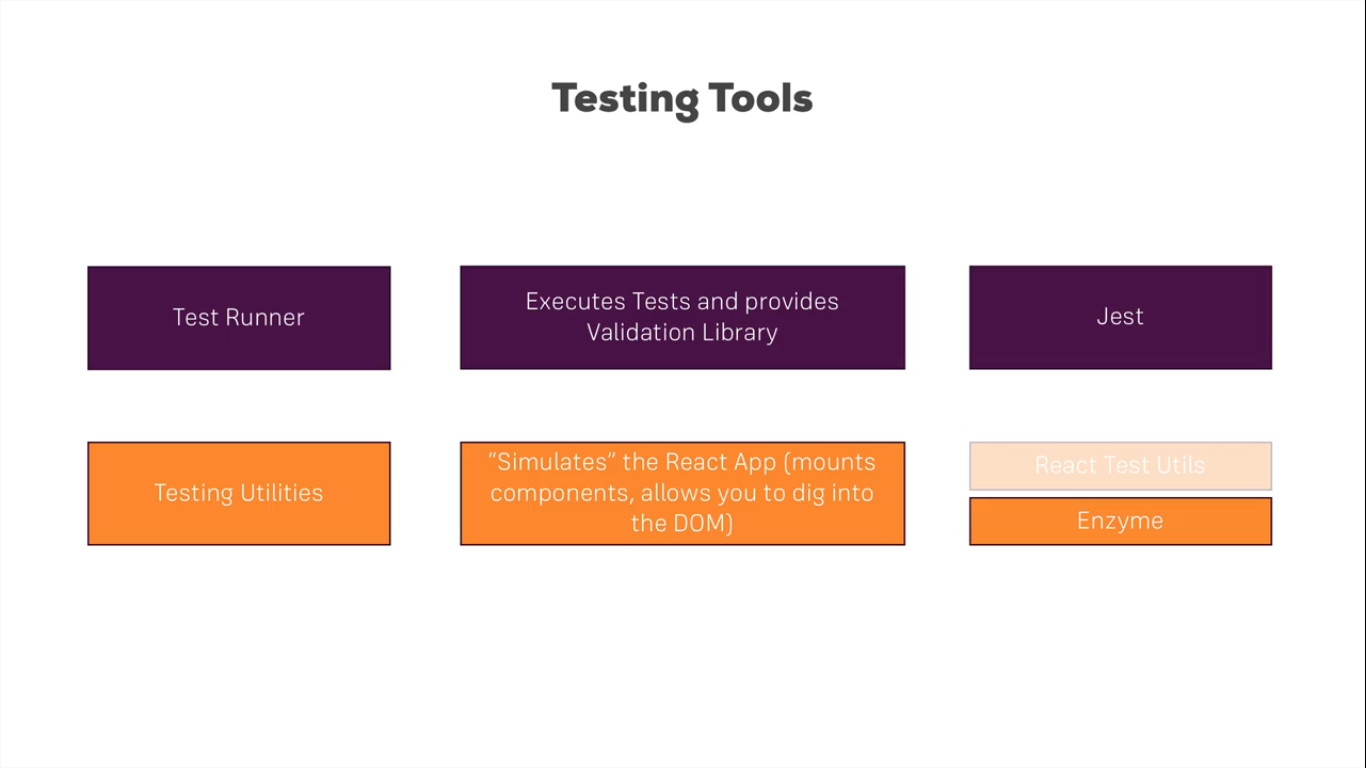 Testing Tools
Test Runner
Executes Tests and provides
Validation Library
Jest
Testing Utilities
“Simulates” the React App (mounts
components, allows you to dig into
the DOM)
React Test Utils
Enzyme